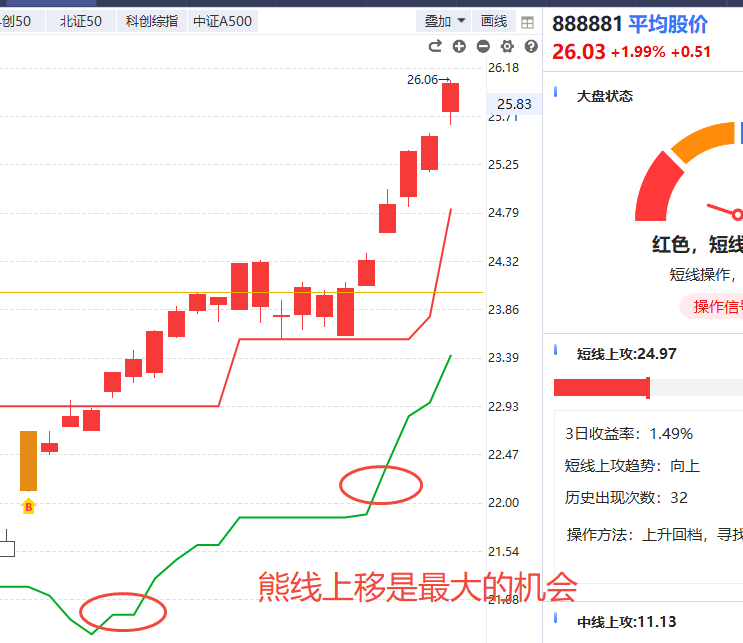 创50 北证50 科创综指 中证A500 叠加 画线
888881 平均股价
26.03 +1.99% +0.51
26.18
26.06
25.83
25.71
25.25
24.79
24.32
23.86
23.39
22.93
22.47
22.00
21.54
21.08
B
熊线上移是最大的机会
大盘状态
红色，短线
短线操作，
操作信号
短线上攻:24.97
3日收益率：1.49%
短线上攻趋势：向上
历史出现次数：32
操作方法：上升回档，寻找
中线上攻:11.13